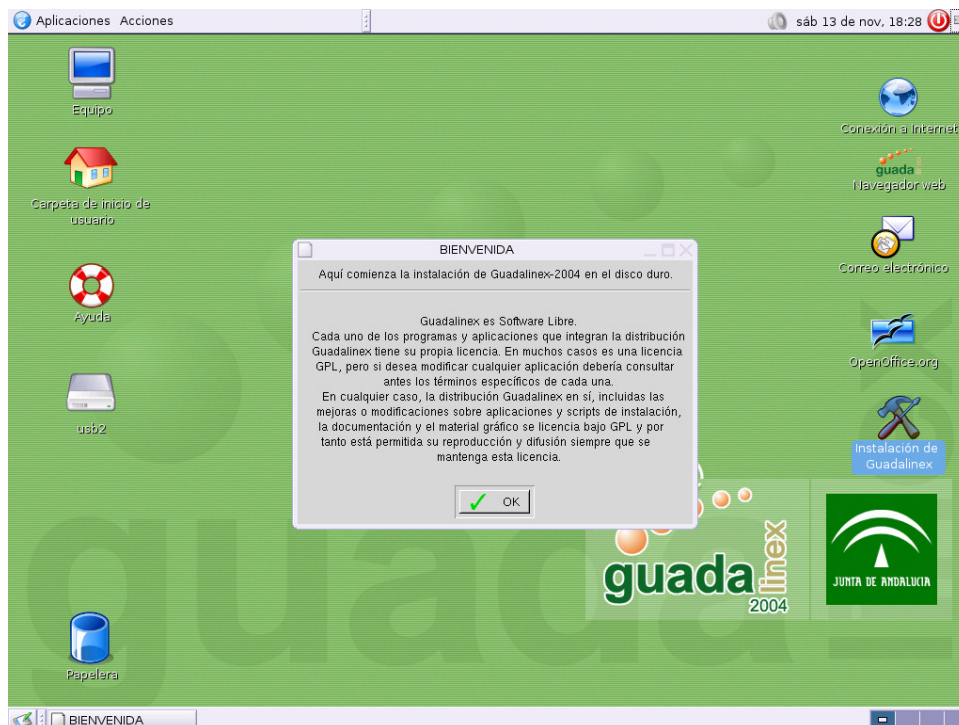 Aplicaciones Acciones
sáb 13 de nov, 18:28
Equipo
Conexión a Internet
guada
Navegador web
Carpeta de inicio de
usuario
Correo electrónico
Ayuda
OpenOffice.org
usb2
Instalación de
Guadalinex
BIENVENIDA
Aquí comienza la instalación de Guadalinex-2004 en el disco duro.
Guadalinex es Software Libre.
Cada uno de los programas y aplicaciones que integran la distribución
Guadalinex tiene su propia licencia. En muchos casos es una licencia
GPL, pero si desea modificar cualquier aplicación debería consultar
antes los términos específicos de cada una.
En cualquier caso, la distribución Guadalinex en sí, incluidas las
mejoras o modificaciones sobre aplicaciones y scripts de instalación,
la documentación y el material gráfico se licencia bajo GPL y por
tanto está permitida su reproducción y difusión siempre que se
mantenga esta licencia.
OK
guada
linex
2004
JUNTA DE ANDALUCIA
guada
Papelera
BIENVENIDA